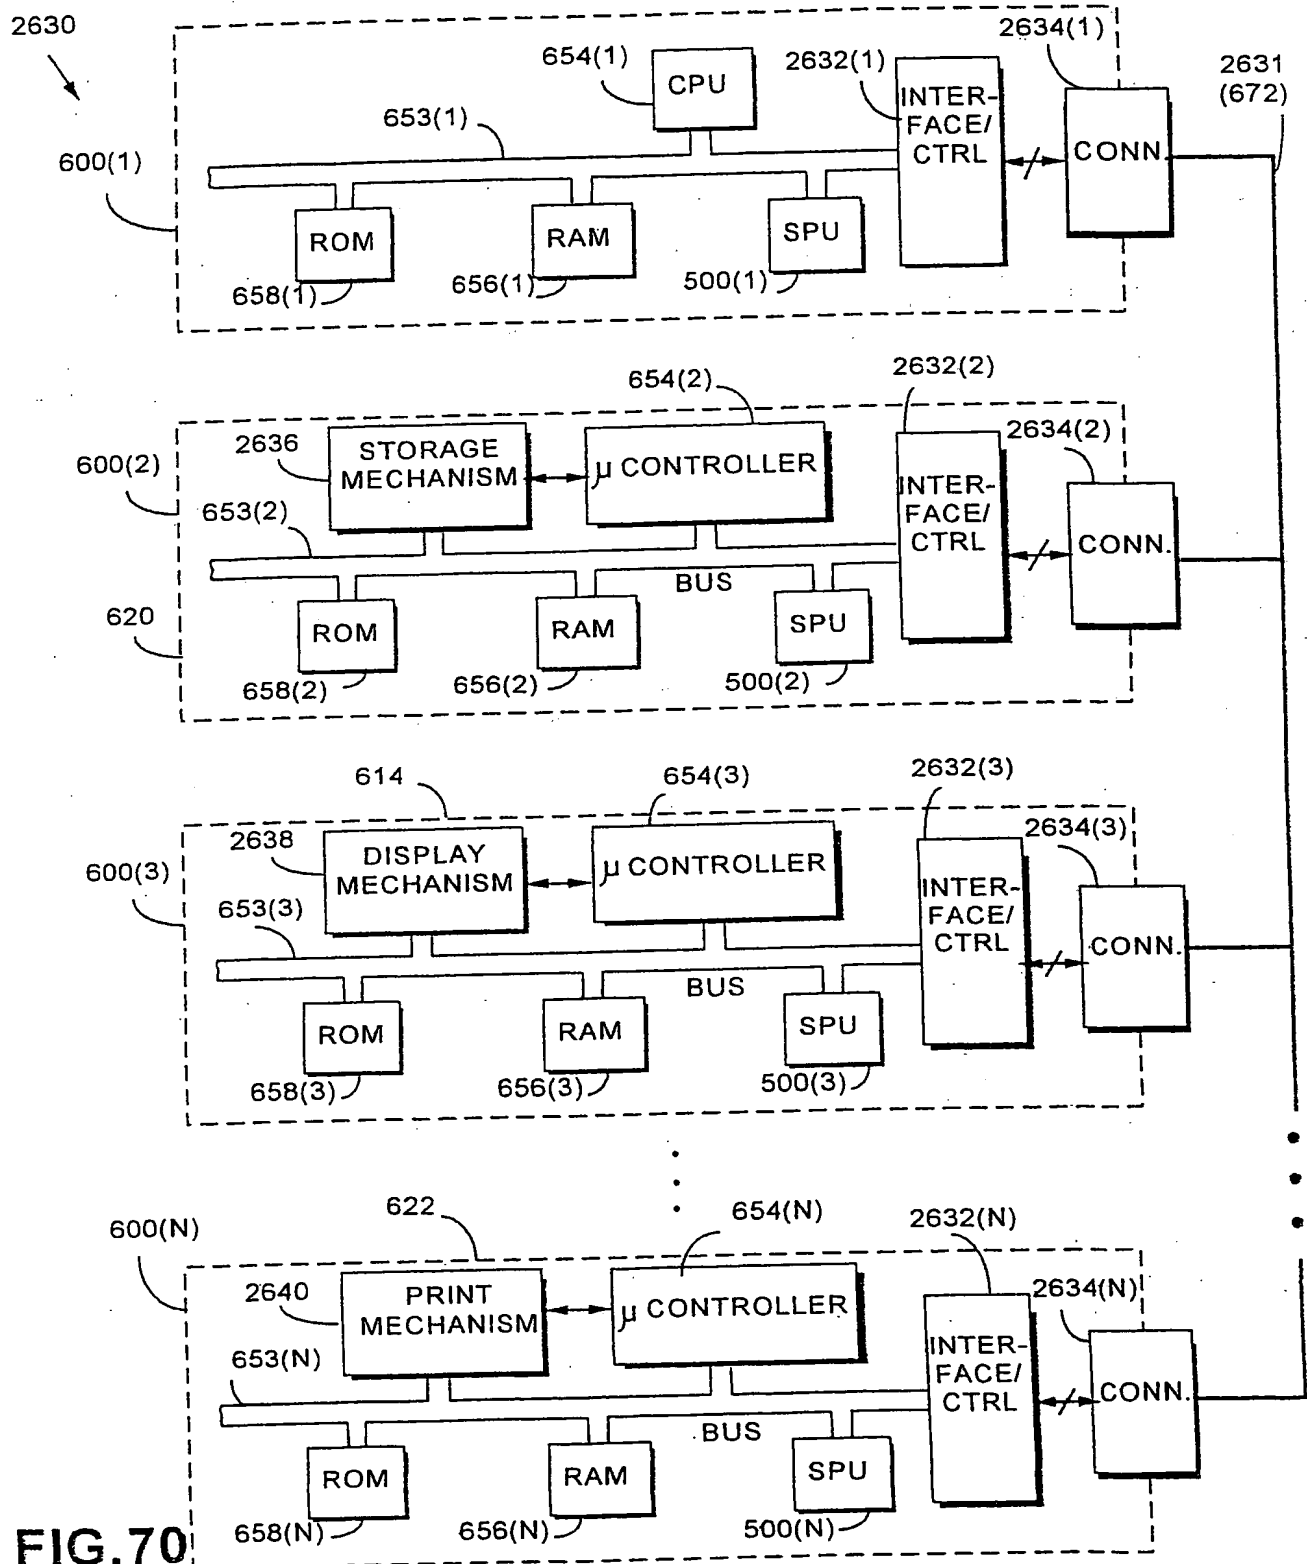 2630
2634(1)
654(1)
CPU
2632(1)
2631
(672)
INTER-
FACE/
CTRL
653(1)
600(1)
CONN.
ROM
RAM
SPU
658(1)
656(1)
500(1)
654(2)
2632(2)
2634(2)
2636
STORAGE
MECHANISM
μ CONTROLLER
600(2)
INTER-
FACE/
CTRL
653(2)
CONN.
BUS
620
ROM
RAM
SPU
658(2)
656(2)
500(2)
614
654(3)
2632(3)
2634(3)
2638
DISPLAY
MECHANISM
μ CONTROLLER
600(3)
INTER-
FACE/
CTRL
653(3)
CONN.
BUS
ROM
RAM
SPU
658(3)
656(3)
500(3)
622
654(N)
2632(N)
600(N)
2634(N)
2640
PRINT
MECHANISM
μ CONTROLLER
INTER-
FACE/
CTRL
653(N)
CONN.
BUS
ROM
RAM
SPU
658(N)
656(N)
500(N)
FIG.70